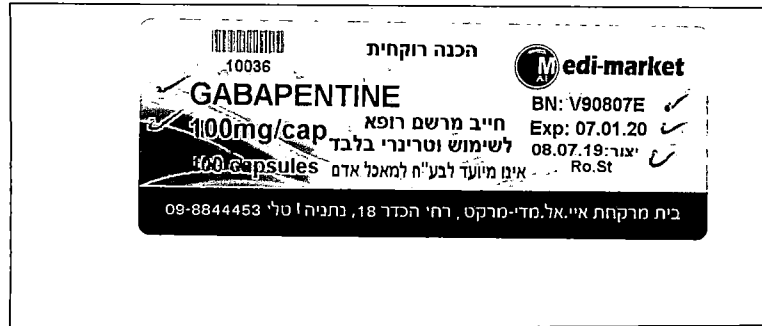 הכנה רוקחית
Medi-market
A.L
10036
GABAPENTINE
BN: V90807E
100mg/cap
חייב מרשם רופא
Exp: 07.01.20
לשימוש וטרינרי בלבד
יצור: 08.07.19
100 capsules
אינו מיועד לבע"ח למאכל אדם
Ro.St
בית מרקחת איי.אל.מדי-מרקט, רח' הכדר 18, נתניה טל' 09-8844453